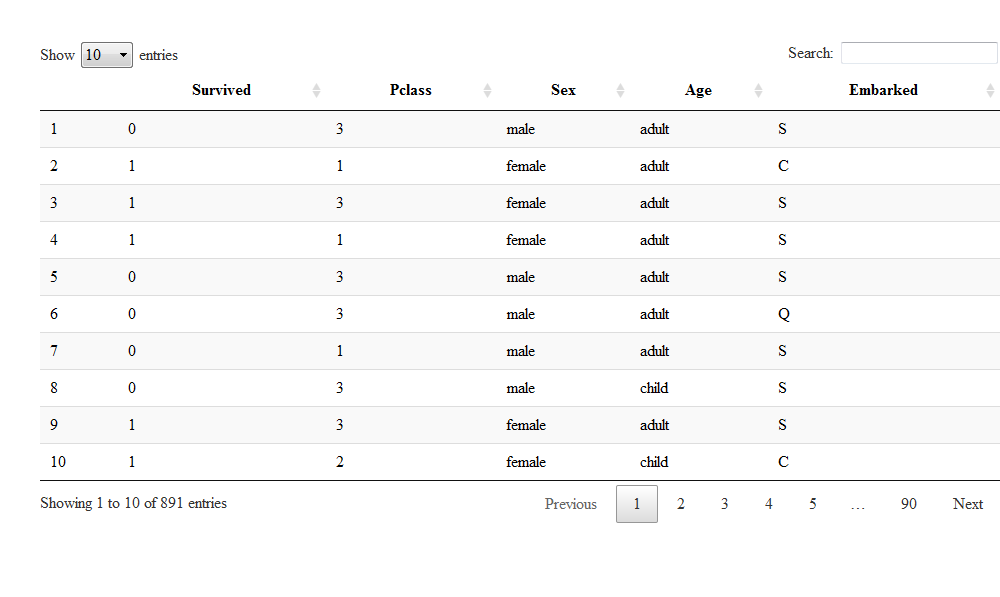 Show 10 entries Search:
Survived Pclass Sex Age Embarked
1 0 3 male adult S
2 1 1 female adult C
3 1 3 female adult S
4 1 1 female adult S
5 0 3 male adult S
6 0 3 male adult Q
7 0 1 male adult S
8 0 3 male child S
9 1 3 female adult S
10 1 2 female child C
Showing 1 to 10 of 891 entries Previous 1 2 3 4 5 … 90 Next